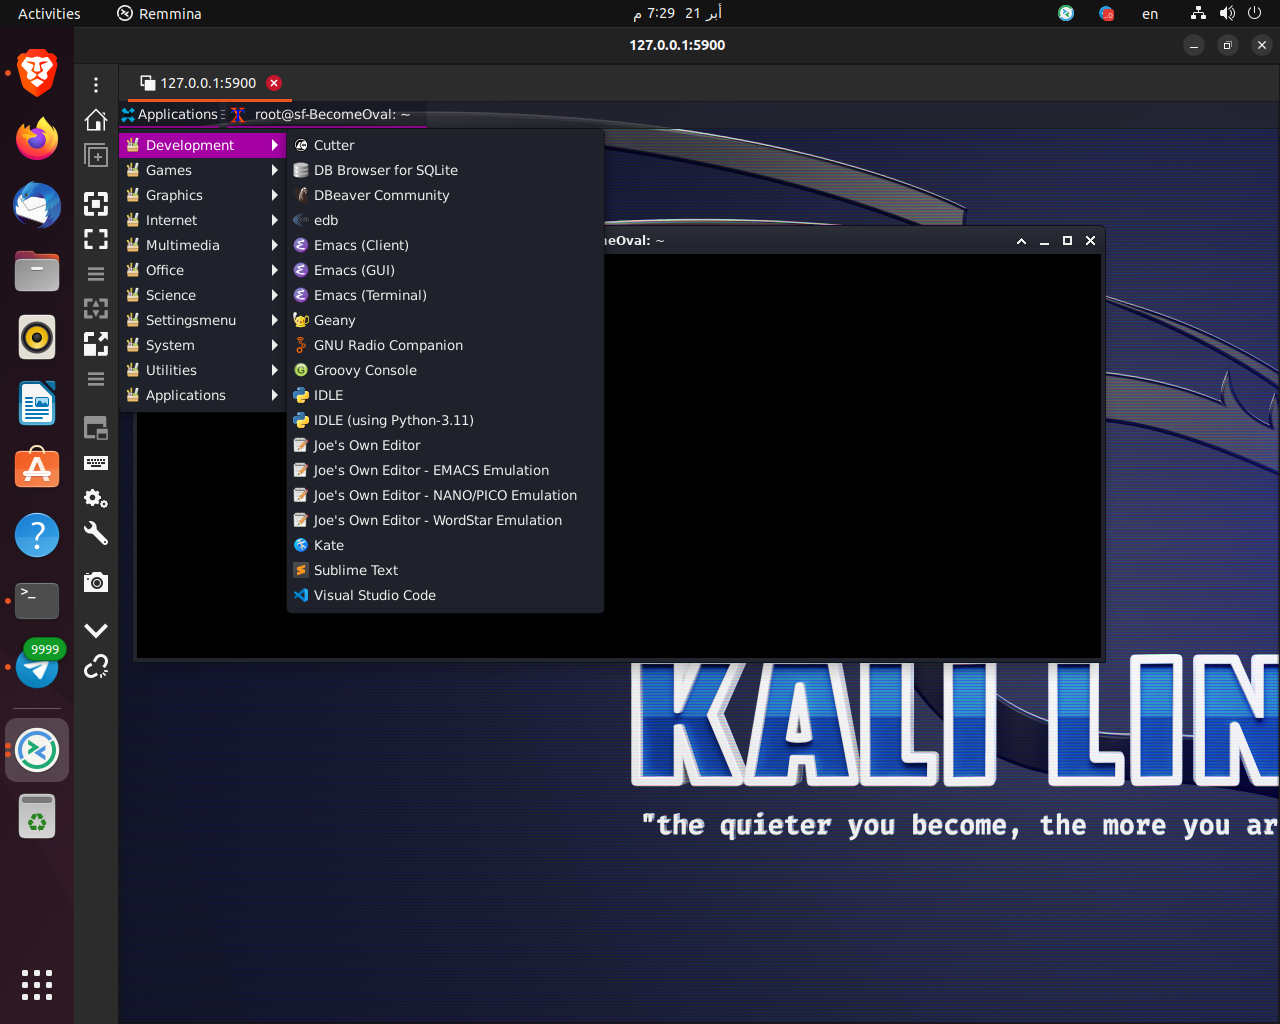 Activities
Remmina
أبر 21 7:29 م
en
127.0.0.1:5900
127.0.0.1:5900
Applications
root@sf-BecomeOval: ~
Development
Games
Graphics
Internet
Multimedia
Office
Science
Settingsmenu
System
Utilities
Applications
Cutter
DB Browser for SQLite
DBeaver Community
edb
Emacs (Client)
Emacs (GUI)
Emacs (Terminal)
Geany
GNU Radio Companion
Groovy Console
IDLE
IDLE (using Python-3.11)
Joe's Own Editor
Joe's Own Editor - EMACS Emulation
Joe's Own Editor - NANO/PICO Emulation
Joe's Own Editor - WordStar Emulation
Kate
Sublime Text
Visual Studio Code
meOval: ~
>_
9999
KALI LIN
"the quieter you become, the more you ar